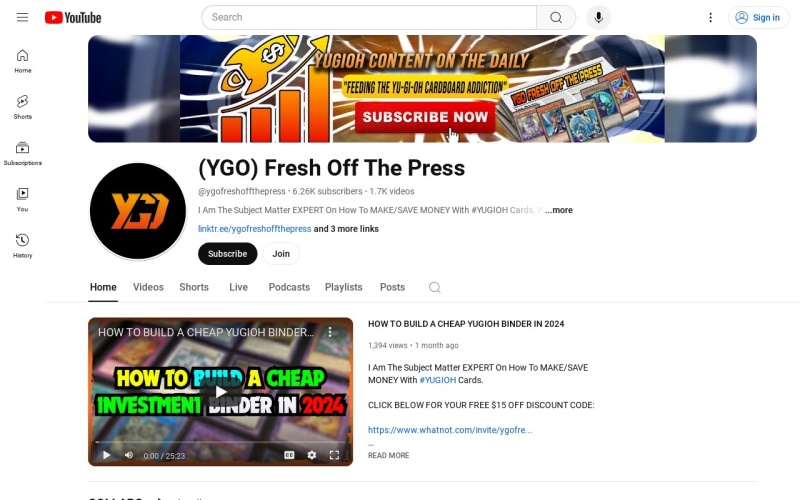 YouTube
Search
Sign in
Home
Shorts
Subscriptions
You
History
YUGIOH CONTENT ON THE DAILY
"FEEDING THE YU-GI-OH CARDBOARD ADDICTION"
SUBSCRIBE NOW
YGO FRESH OFF THE PRESS
YGO
(YGO) Fresh Off The Press
@ygofreshoffthepress • 6.26K subscribers • 1.7K videos
I Am The Subject Matter EXPERT On How To MAKE/SAVE MONEY With #YUGIOH Cards, ...more
linktr.ee/ygofreshoffthepress and 3 more links
Subscribe
Join
Home
Videos
Shorts
Live
Podcasts
Playlists
Posts
HOW TO BUILD A CHEAP YUGIOH BINDER...
HOW TO BUILD A CHEAP
INVESTMENT BINDER IN 2024
0:00 / 25:23
HOW TO BUILD A CHEAP YUGIOH BINDER IN 2024
1,394 views • 1 month ago
I Am The Subject Matter EXPERT On How To MAKE/SAVE
MONEY With #YUGIOH Cards.
CLICK BELOW FOR YOUR FREE $15 OFF DISCOUNT CODE:
https://www.whatnot.com/invite/ygofre...
...
READ MORE